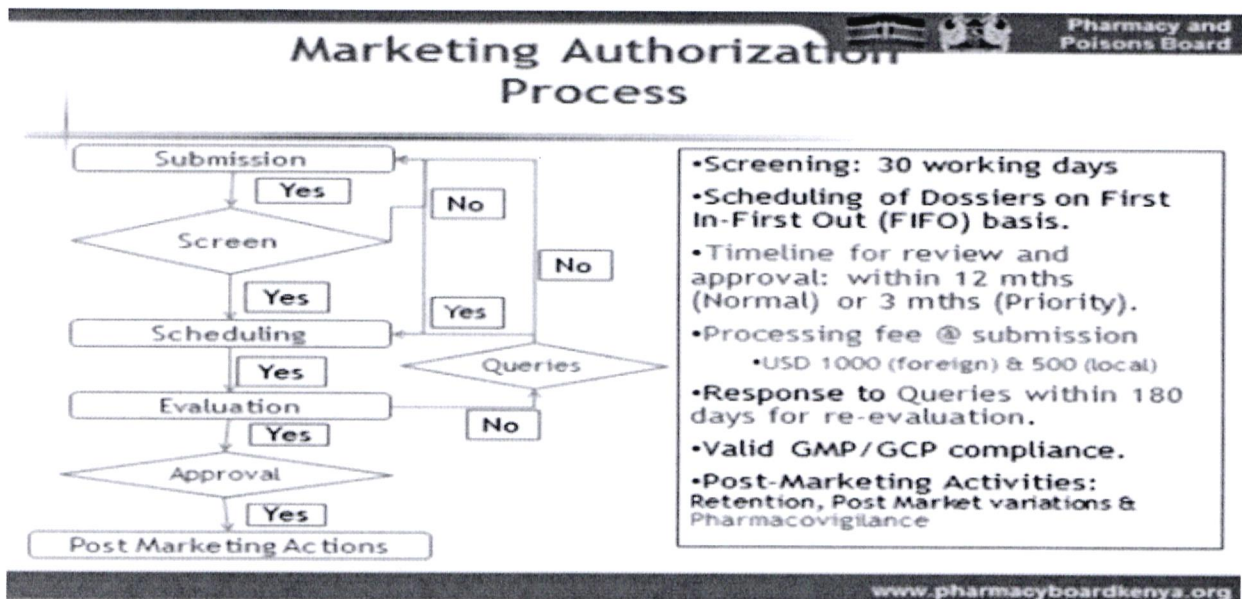 Pharmacy and
Poisons Board
Marketing Authorization
Process
Submission
Yes
No
Screen
No
Yes
Yes
Scheduling
Yes
Queries
Evaluation
No
Yes
Approval
Yes
Post Marketing Actions
•Screening: 30 working days
•Scheduling of Dossiers on First
In-First Out (FIFO) basis.
•Timeline for review and
approval: within 12 mths
(Normal) or 3 mths (Priority).
•Processing fee @ submission
•USD 1000 (foreign) & 500 (local)
•Response to Queries within 180
days for re-evaluation.
•Valid GMP/GCP compliance.
•Post-Marketing Activities:
Retention, Post Market variations &
Pharmacovigilance
www.pharmacyboardkenya.org